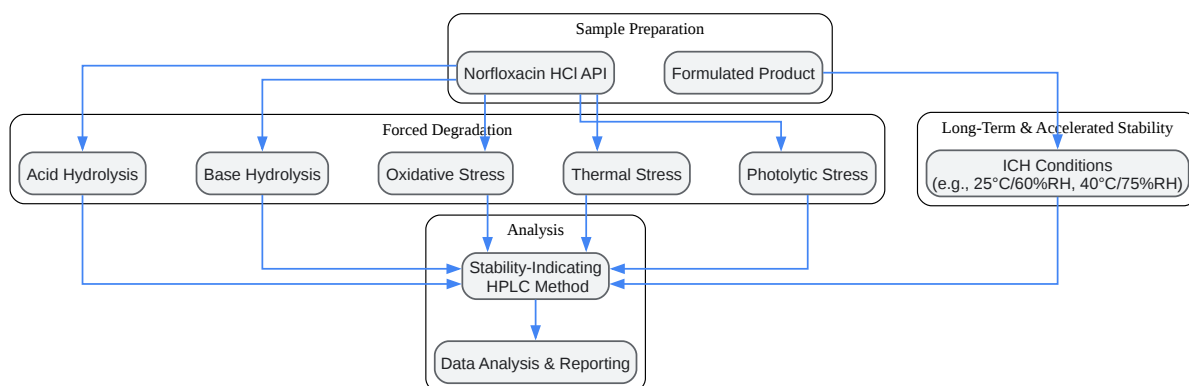 Sample Preparation
Norfloxacin HCl API
Formulated Product
Forced Degradation
Long-Term & Accelerated Stability
Acid Hydrolysis
Base Hydrolysis
Oxidative Stress
Thermal Stress
Photolytic Stress
ICH Conditions
(e.g., 25°C/60%RH, 40°C/75%RH)
Analysis
Stability-Indicating
HPLC Method
Data Analysis & Reporting